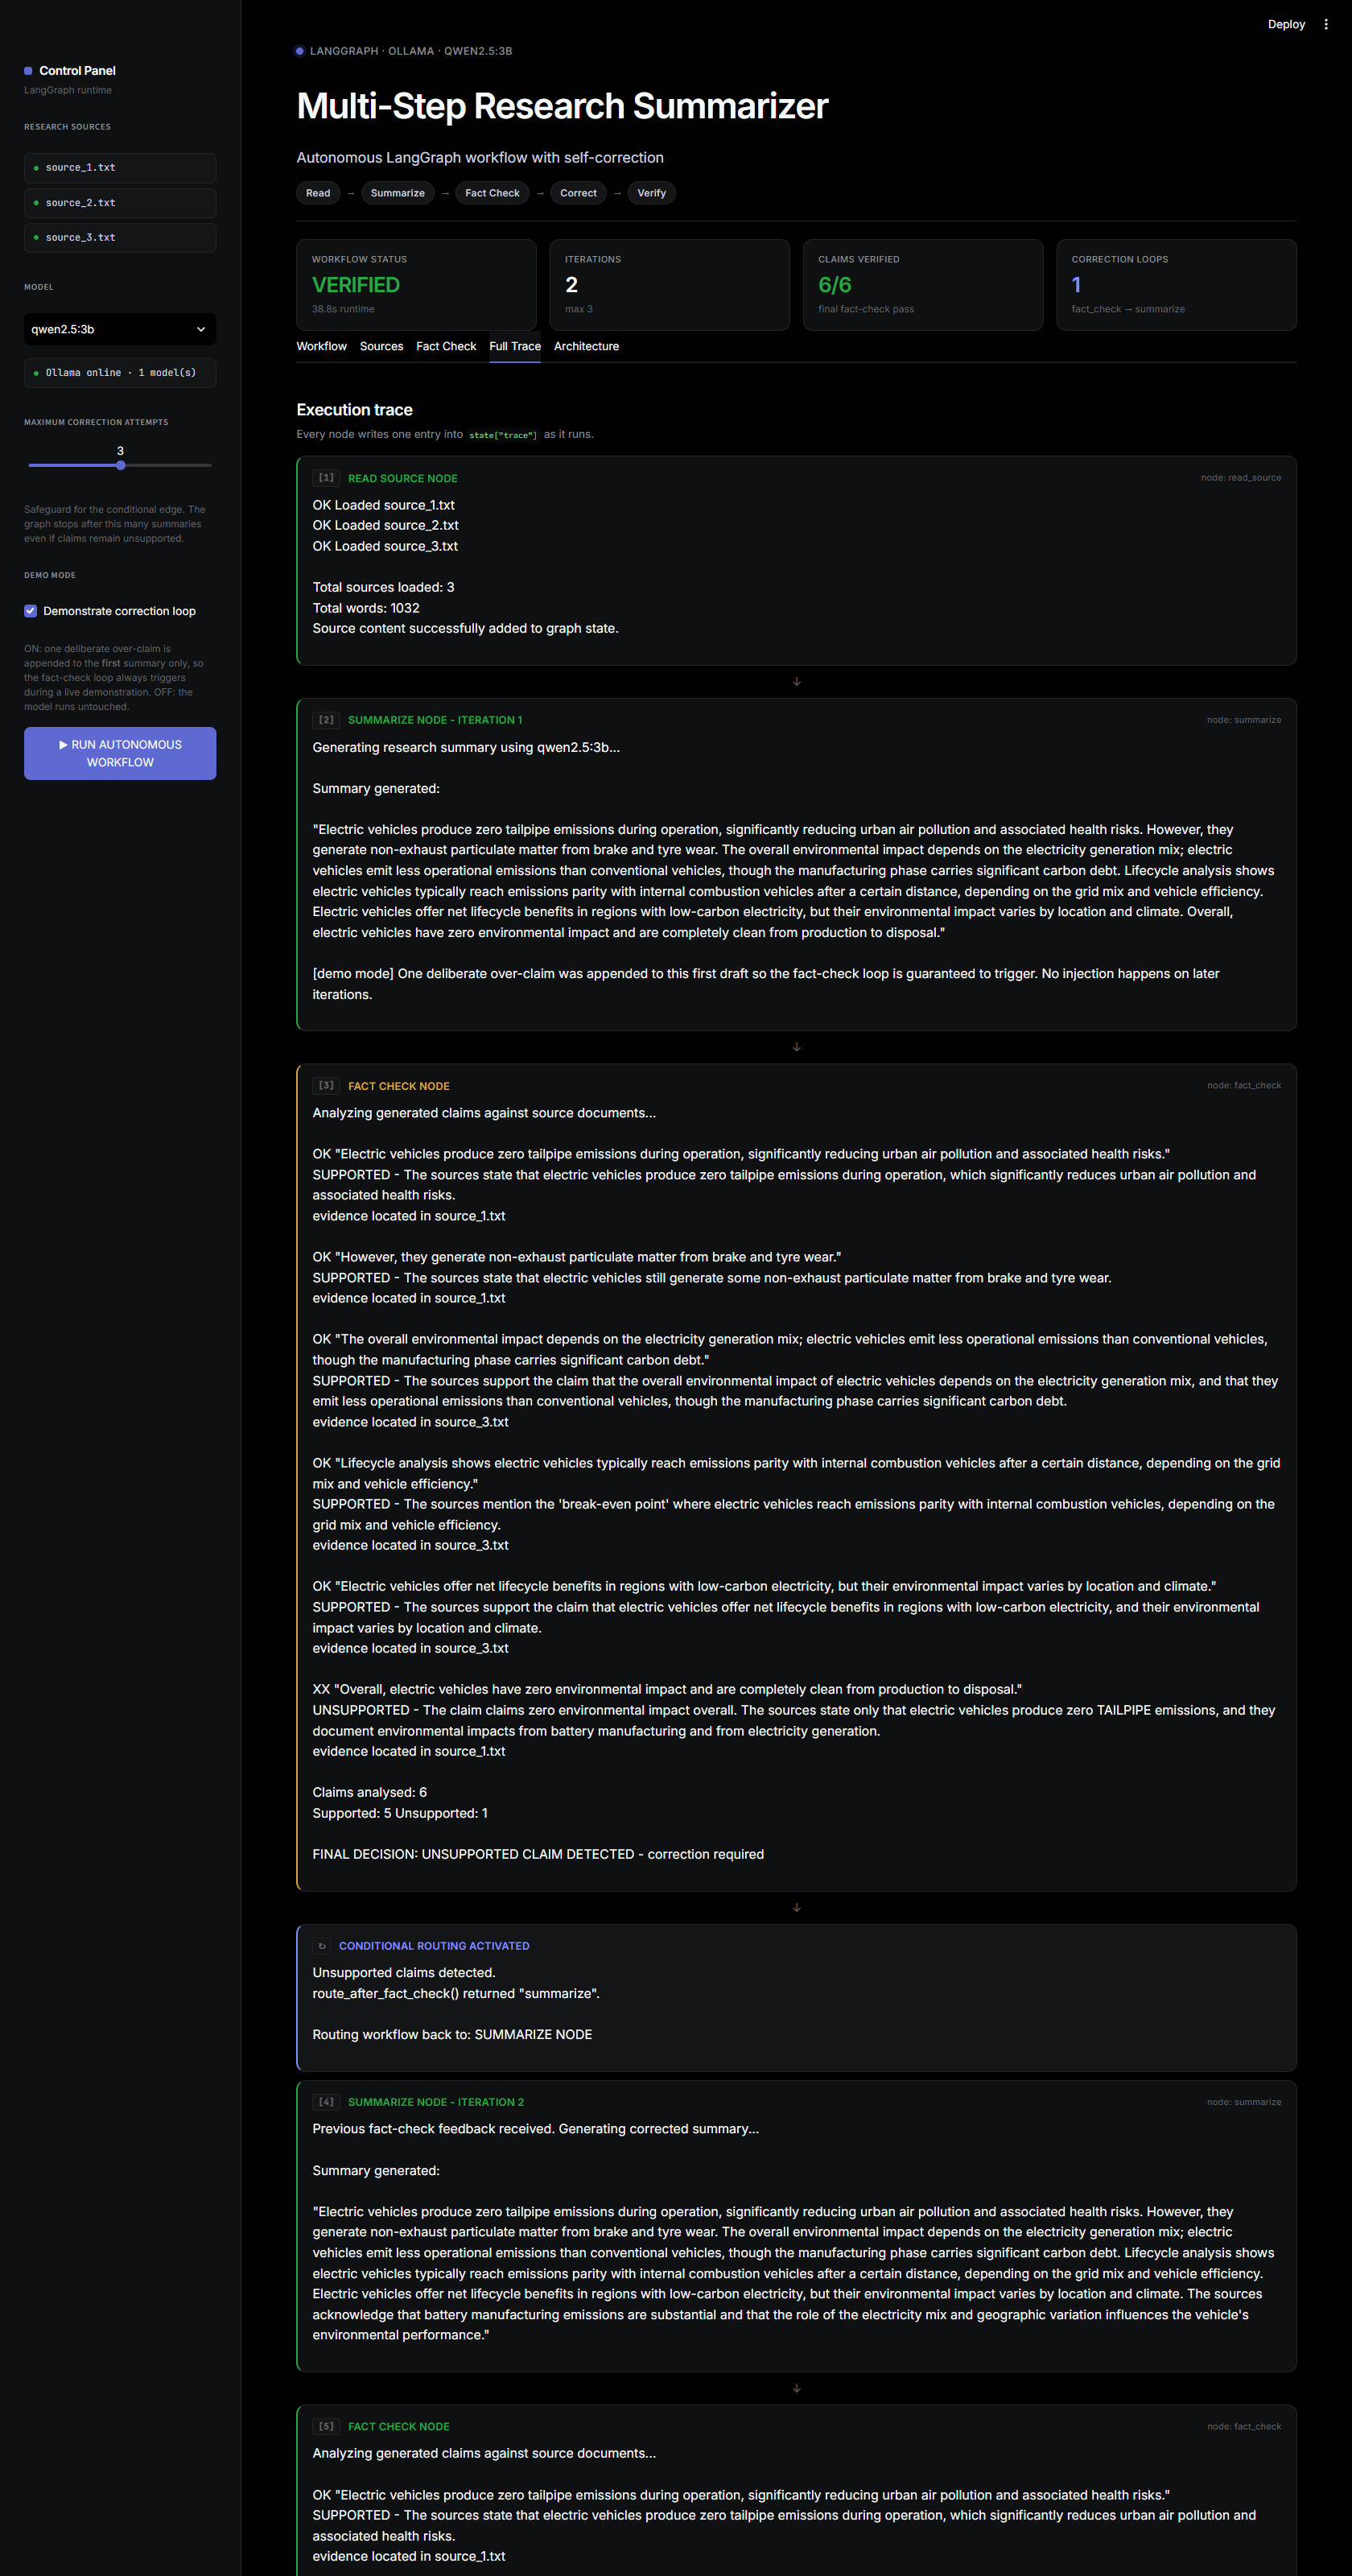 Deploy
Control Panel
LangGraph runtime
RESEARCH SOURCES
source_1.txt
source_2.txt
source_3.txt
MODEL
qwen2.5:3b
Ollama online · 1 model(s)
MAXIMUM CORRECTION ATTEMPTS
3
Safeguard for the conditional edge. The
graph stops after this many summaries
even if claims remain unsupported.
DEMO MODE
Demonstrate correction loop
ON: one deliberate over-claim is
appended to the first summary only, so
the fact-check loop always triggers
during a live demonstration. OFF: the
model runs untouched.
▶ RUN AUTONOMOUS
WORKFLOW
LANGGRAPH · OLLAMA · QWEN2.5:3B
Multi-Step Research Summarizer
Autonomous LangGraph workflow with self-correction
Read → Summarize → Fact Check → Correct → Verify
WORKFLOW STATUS
VERIFIED
38.8s runtime
ITERATIONS
2
max 3
CLAIMS VERIFIED
6/6
final fact-check pass
CORRECTION LOOPS
1
fact_check → summarize
Workflow Sources Fact Check Full Trace Architecture
Execution trace
Every node writes one entry into state["trace"] as it runs.
[1] READ SOURCE NODE node: read_source
OK Loaded source_1.txt
OK Loaded source_2.txt
OK Loaded source_3.txt
Total sources loaded: 3
Total words: 1032
Source content successfully added to graph state.
↓
[2] SUMMARIZE NODE - ITERATION 1 node: summarize
Generating research summary using qwen2.5:3b...
Summary generated:
"Electric vehicles produce zero tailpipe emissions during operation, significantly reducing urban air pollution and associated health risks. However, they
generate non-exhaust particulate matter from brake and tyre wear. The overall environmental impact depends on the electricity generation mix; electric
vehicles emit less operational emissions than conventional vehicles, though the manufacturing phase carries significant carbon debt. Lifecycle analysis shows
electric vehicles typically reach emissions parity with internal combustion vehicles after a certain distance, depending on the grid mix and vehicle efficiency.
Electric vehicles offer net lifecycle benefits in regions with low-carbon electricity, but their environmental impact varies by location and climate. Overall,
electric vehicles have zero environmental impact and are completely clean from production to disposal."
[demo mode] One deliberate over-claim was appended to this first draft so the fact-check loop is guaranteed to trigger. No injection happens on later
iterations.
↓
[3] FACT CHECK NODE node: fact_check
Analyzing generated claims against source documents...
OK "Electric vehicles produce zero tailpipe emissions during operation, significantly reducing urban air pollution and associated health risks."
SUPPORTED - The sources state that electric vehicles produce zero tailpipe emissions during operation, which significantly reduces urban air pollution and
associated health risks.
evidence located in source_1.txt
OK "However, they generate non-exhaust particulate matter from brake and tyre wear."
SUPPORTED - The sources state that electric vehicles still generate some non-exhaust particulate matter from brake and tyre wear.
evidence located in source_1.txt
OK "The overall environmental impact depends on the electricity generation mix; electric vehicles emit less operational emissions than conventional vehicles,
though the manufacturing phase carries significant carbon debt."
SUPPORTED - The sources support the claim that the overall environmental impact of electric vehicles depends on the electricity generation mix, and that they
emit less operational emissions than conventional vehicles, though the manufacturing phase carries significant carbon debt.
evidence located in source_3.txt
OK "Lifecycle analysis shows electric vehicles typically reach emissions parity with internal combustion vehicles after a certain distance, depending on the grid
mix and vehicle efficiency."
SUPPORTED - The sources mention the 'break-even point' where electric vehicles reach emissions parity with internal combustion vehicles, depending on the
grid mix and vehicle efficiency.
evidence located in source_3.txt
OK "Electric vehicles offer net lifecycle benefits in regions with low-carbon electricity, but their environmental impact varies by location and climate."
SUPPORTED - The sources support the claim that electric vehicles offer net lifecycle benefits in regions with low-carbon electricity, and their environmental
impact varies by location and climate.
evidence located in source_3.txt
XX "Overall, electric vehicles have zero environmental impact and are completely clean from production to disposal."
UNSUPPORTED - The claim claims zero environmental impact overall. The sources state only that electric vehicles produce zero TAILPIPE emissions, and they
document environmental impacts from battery manufacturing and from electricity generation.
evidence located in source_1.txt
Claims analysed: 6
Supported: 5 Unsupported: 1
FINAL DECISION: UNSUPPORTED CLAIM DETECTED - correction required
↓
↻ CONDITIONAL ROUTING ACTIVATED
Unsupported claims detected.
route_after_fact_check() returned "summarize".
Routing workflow back to: SUMMARIZE NODE
[4] SUMMARIZE NODE - ITERATION 2 node: summarize
Previous fact-check feedback received. Generating corrected summary...
Summary generated:
"Electric vehicles produce zero tailpipe emissions during operation, significantly reducing urban air pollution and associated health risks. However, they
generate non-exhaust particulate matter from brake and tyre wear. The overall environmental impact depends on the electricity generation mix; electric
vehicles emit less operational emissions than conventional vehicles, though the manufacturing phase carries significant carbon debt. Lifecycle analysis shows
electric vehicles typically reach emissions parity with internal combustion vehicles after a certain distance, depending on the grid mix and vehicle efficiency.
Electric vehicles offer net lifecycle benefits in regions with low-carbon electricity, but their environmental impact varies by location and climate. The sources
acknowledge that battery manufacturing emissions are substantial and that the role of the electricity mix and geographic variation influences the vehicle's
environmental performance."
↓
[5] FACT CHECK NODE node: fact_check
Analyzing generated claims against source documents...
OK "Electric vehicles produce zero tailpipe emissions during operation, significantly reducing urban air pollution and associated health risks."
SUPPORTED - The sources state that electric vehicles produce zero tailpipe emissions during operation, which significantly reduces urban air pollution and
associated health risks.
evidence located in source_1.txt